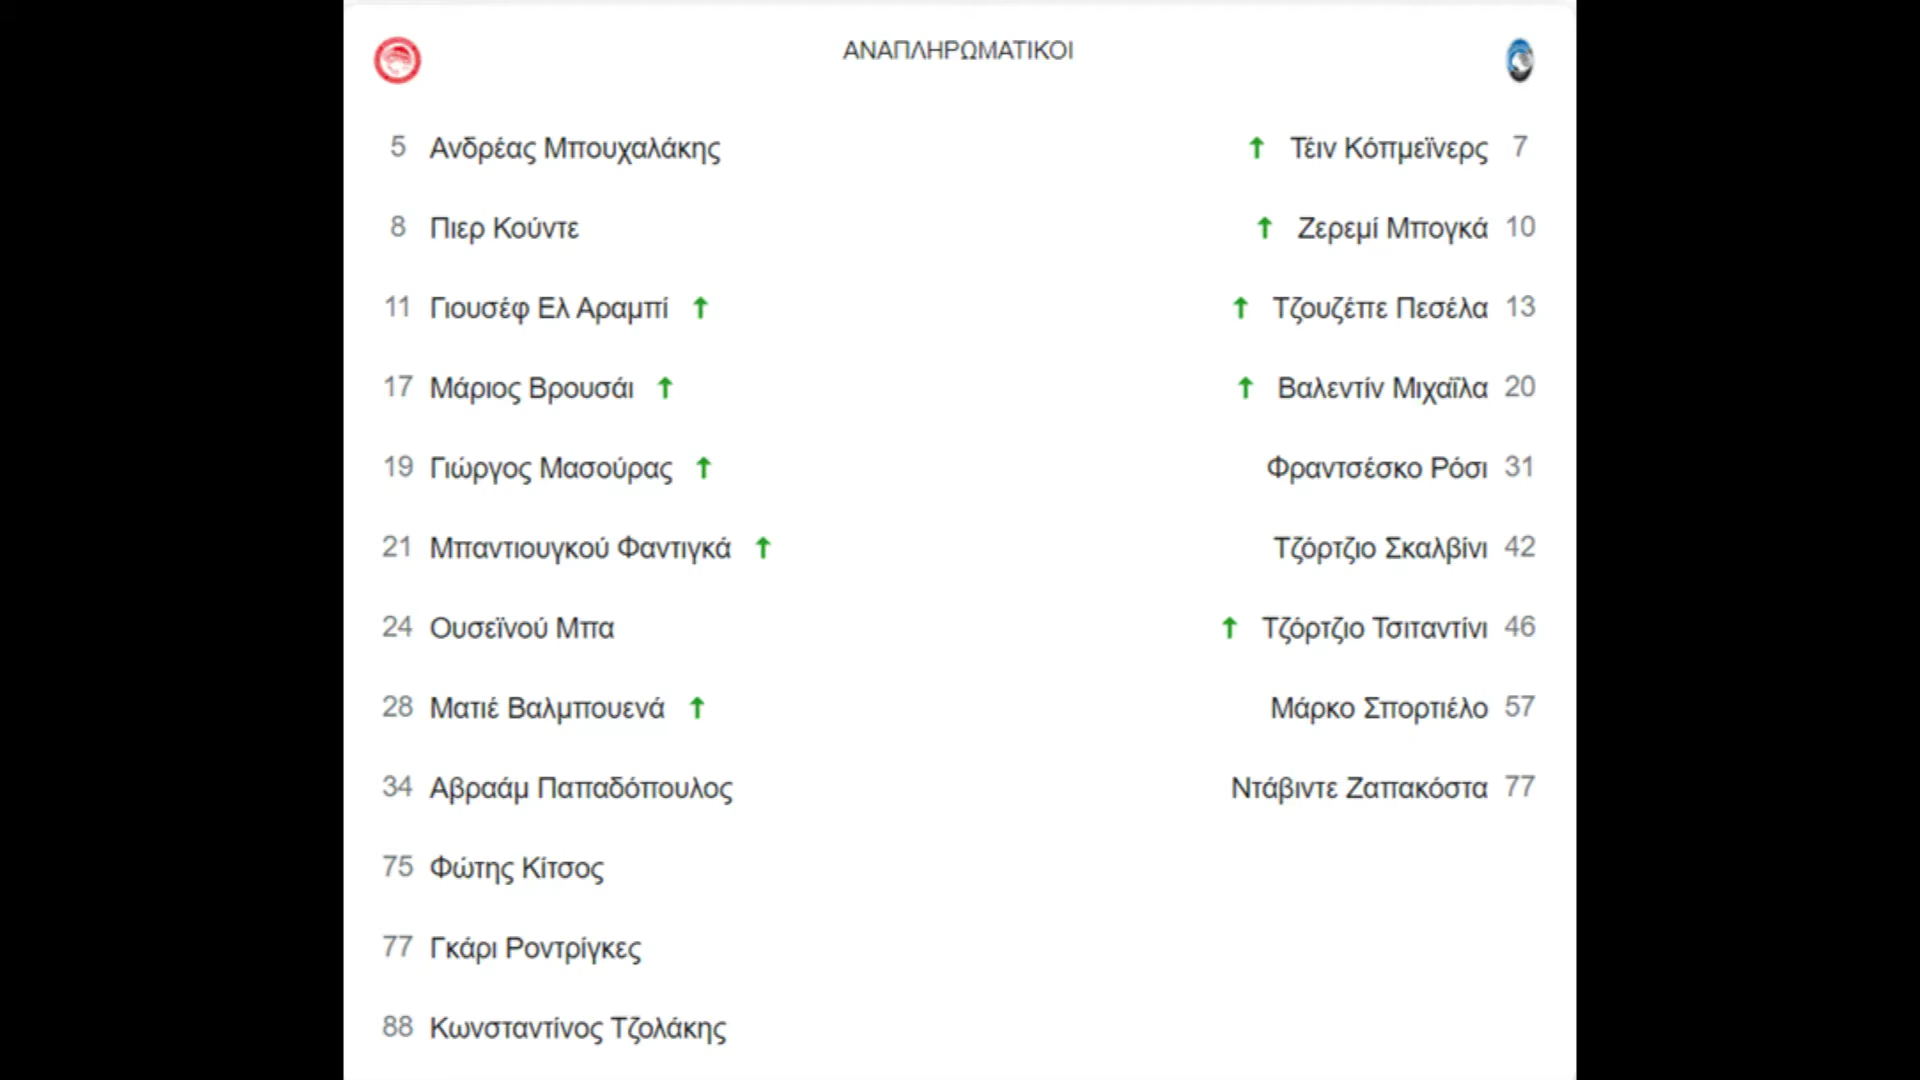 ΑΝΑΠΛΗΡΩΜΑΤΙΚΟΙ
5 Ανδρέας Μπουχαλάκης ↑ Τέιν Κόπμεϊνερς 7
8 Πιερ Κούντε ↑ Ζερεμί Μπογκά 10
11 Γιουσέφ Ελ Αραμπί ↑ ↑ Τζουζέπε Πεσέλα 13
17 Μάριος Βρουσάι ↑ ↑ Βαλεντίν Μιχαΐλα 20
19 Γιώργος Μασούρας ↑ Φραντσέσκο Ρόσι 31
21 Μπαντιουγκού Φαντιγκά ↑ Τζόρτζιο Σκαλβίνι 42
24 Ουσεϊνού Μπα ↑ Τζόρτζιο Τσιταντίνι 46
28 Ματιέ Βαλμπουενά ↑ Μάρκο Σπορτιέλο 57
34 Αβραάμ Παπαδόπουλος Ντάβιντε Ζαπακόστα 77
75 Φώτης Κίτσος
77 Γκάρι Ροντρίγκες
88 Κωνσταντίνος Τζολάκης